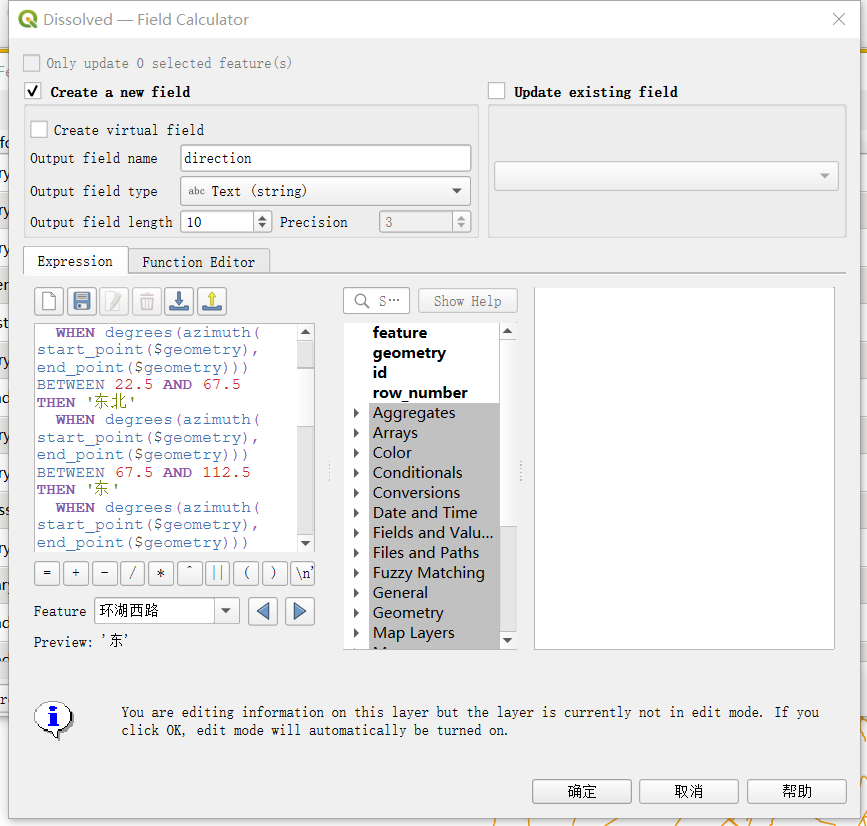 Dissolved — Field Calculator
Only update 0 selected feature(s)
Create a new field
Update existing field
Create virtual field
Output field name direction
Output field type abc Text (string)
Output field length 10 Precision 3
Expression Function Editor
S… Show Help
WHEN degrees(azimuth(
start_point($geometry),
end_point($geometry)))
BETWEEN 22.5 AND 67.5
THEN '东北'
WHEN degrees(azimuth(
start_point($geometry),
end_point($geometry)))
BETWEEN 67.5 AND 112.5
THEN '东'
WHEN degrees(azimuth(
start_point($geometry),
end_point($geometry)))
= + - / * ^ || ( ) \n'
Feature 环湖西路
Preview: '东'
feature
geometry
id
row_number
Aggregates
Arrays
Color
Conditionals
Conversions
Date and Time
Fields and Valu...
Files and Paths
Fuzzy Matching
General
Geometry
Map Layers
You are editing information on this layer but the layer is currently not in edit mode. If you
click OK, edit mode will automatically be turned on.
确定 取消 帮助